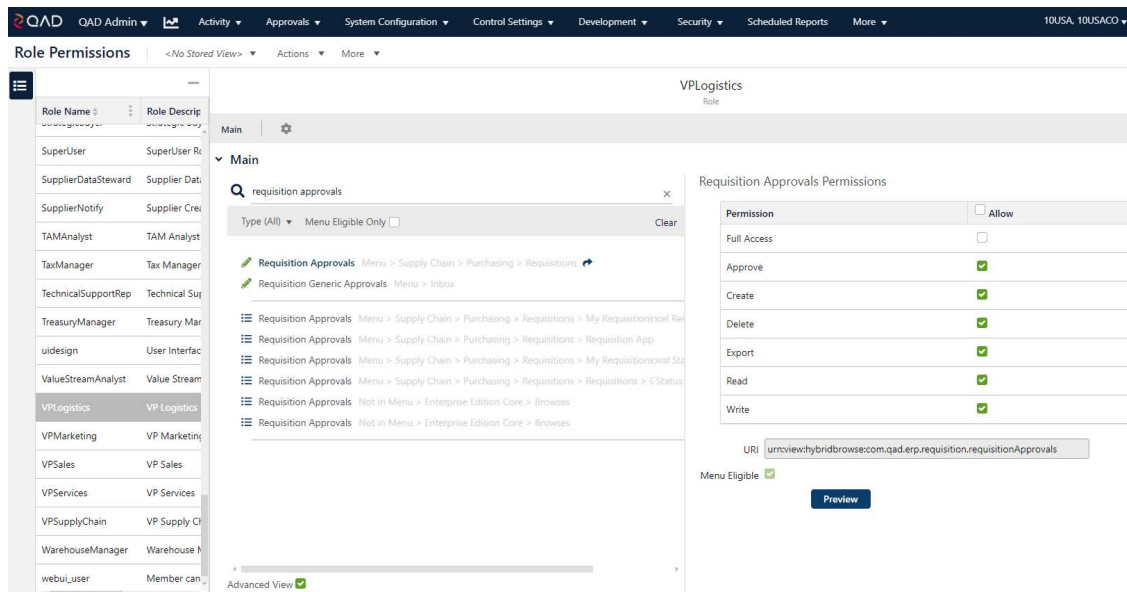 QAD QAD Admin Activity Approvals System Configuration Control Settings Development Security Scheduled Reports More 10USA, 10USACO
Role Permissions <No Stored View> Actions More
VPLogistics
Role
Role Name Role Descrip
Main
SuperUser SuperUser Ro
SupplierDataSteward Supplier Data
SupplierNotify Supplier Crea
TAMAnalyst TAM Analyst
TaxManager Tax Manager
TechnicalSupportRep Technical Sup
TreasuryManager Treasury Man
uidesign User Interfac
ValueStreamAnalyst Value Stream
VPLogistics VP Logistics
VPMarketing VP Marketing
VPSales VP Sales
VPServices VP Services
VPSupplyChain VP Supply Ch
WarehouseManager Warehouse M
webui_user Member can
Main
requisition approvals
Type (All) Menu Eligible Only Clear
Requisition Approvals Menu > Supply Chain > Purchasing > Requisitions
Requisition Generic Approvals Menu > Inbox
Requisition Approvals Menu > Supply Chain > Purchasing > Requisitions > My Requisitions
Requisition Approvals Menu > Supply Chain > Purchasing > Requisitions > Requisition App
Requisition Approvals Menu > Supply Chain > Purchasing > Requisitions > My Requisitions
Requisition Approvals Menu > Supply Chain > Purchasing > Requisitions > Requisitions > Status
Requisition Approvals Not in Menu > Enterprise Edition Core > Browses
Requisition Approvals Not in Menu > Enterprise Edition Core > Browses
Advanced View
Requisition Approvals Permissions
Permission Allow
Full Access
Approve
Create
Delete
Export
Read
Write
URI urn:view:hybridbrowse:com.qad.erp.requisition.requisitionApprovals
Menu Eligible
Preview